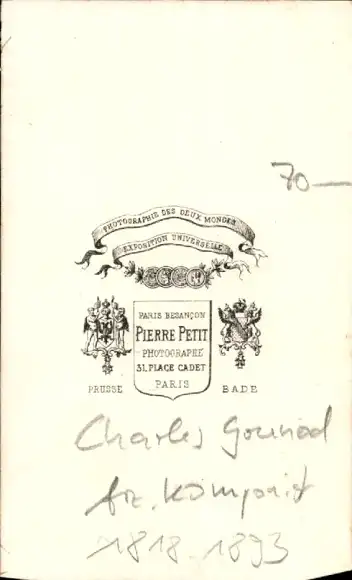 70—
PHOTOGRAPHIE DES DEUX MONDES
EXPOSITION UNIVERSELLE
PARIS BESANÇON
PIERRE PETIT
PHOTOGRAPHE
31, PLACE CADET
PARIS
PRUSSE
BADE
Charles Gounod
frz. Komponist
1818-1893